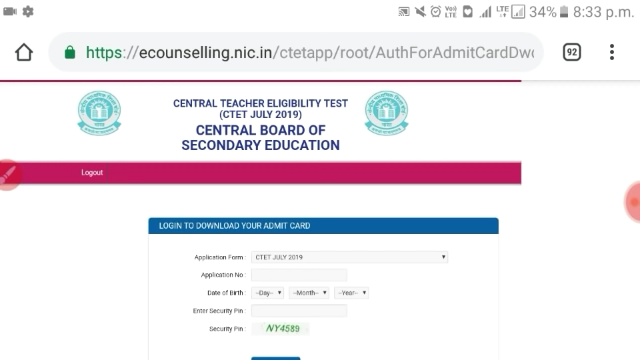 LTE 34% 8:33 p.m.
https://ecounselling.nic.in/ctetapp/root/AuthForAdmitCardDw
92
CENTRAL TEACHER ELIGIBILITY TEST
(CTET JULY 2019)
CENTRAL BOARD OF
SECONDARY EDUCATION
Logout
LOGIN TO DOWNLOAD YOUR ADMIT CARD
Application Form : CTET JULY 2019
Application No :
Date of Birth : --Day-- --Month-- --Year--
Enter Security Pin :
Security Pin : NY4589